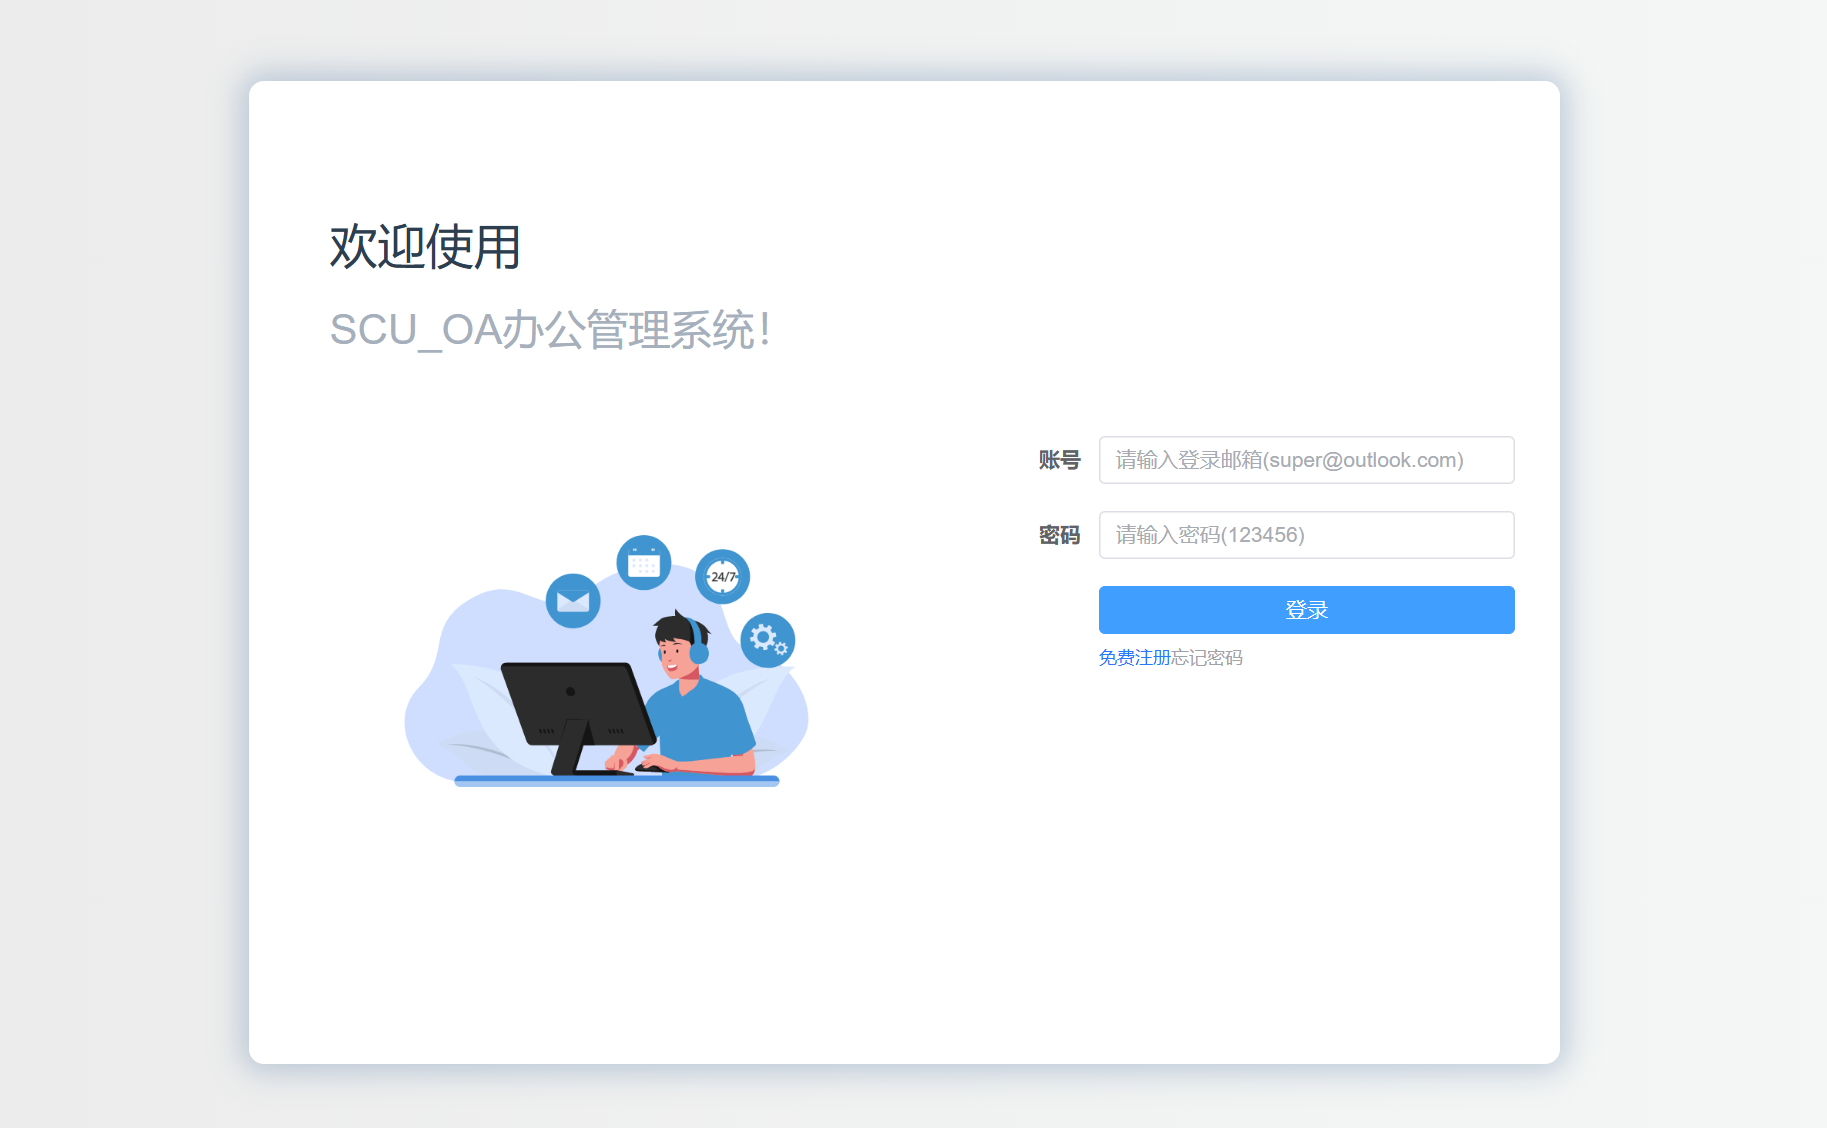 欢迎使用
SCU_OA办公管理系统!
24/7
账号 请输入登录邮箱(super@outlook.com)
密码 请输入密码(123456)
登录
免费注册忘记密码